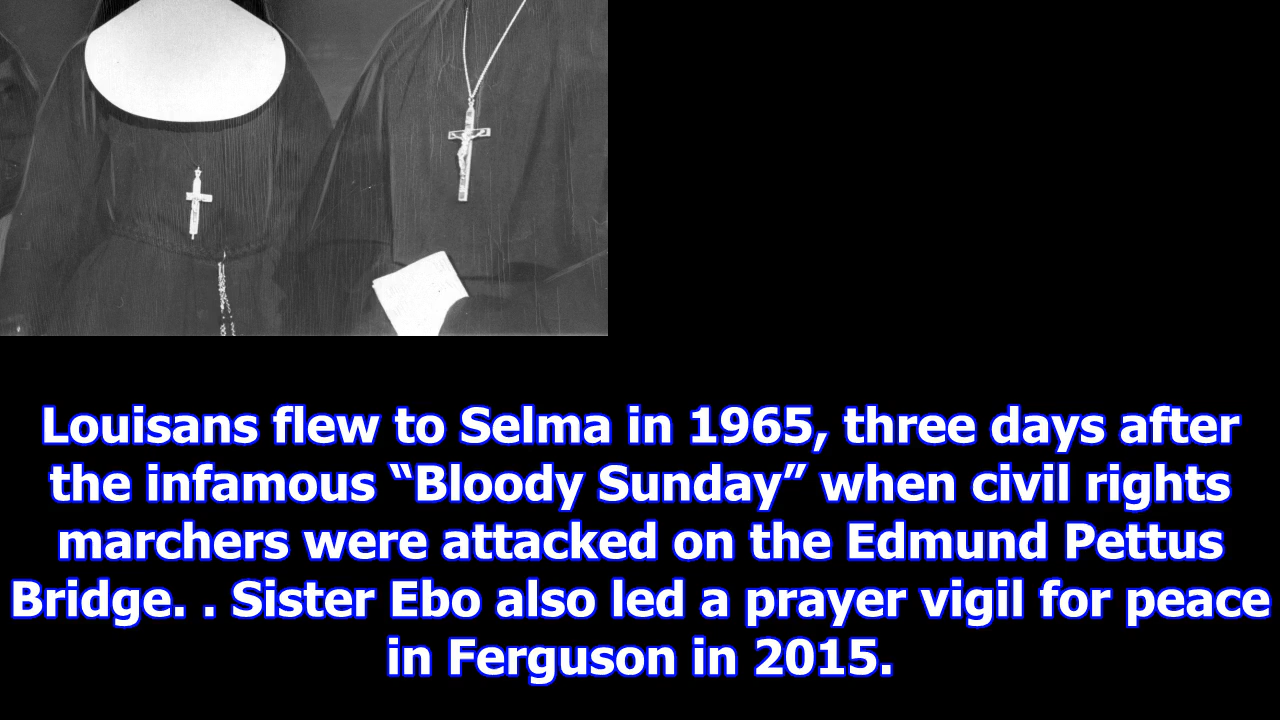 Louisans flew to Selma in 1965, three days after
the infamous “Bloody Sunday” when civil rights
marchers were attacked on the Edmund Pettus
Bridge. . Sister Ebo also led a prayer vigil for peace
in Ferguson in 2015.